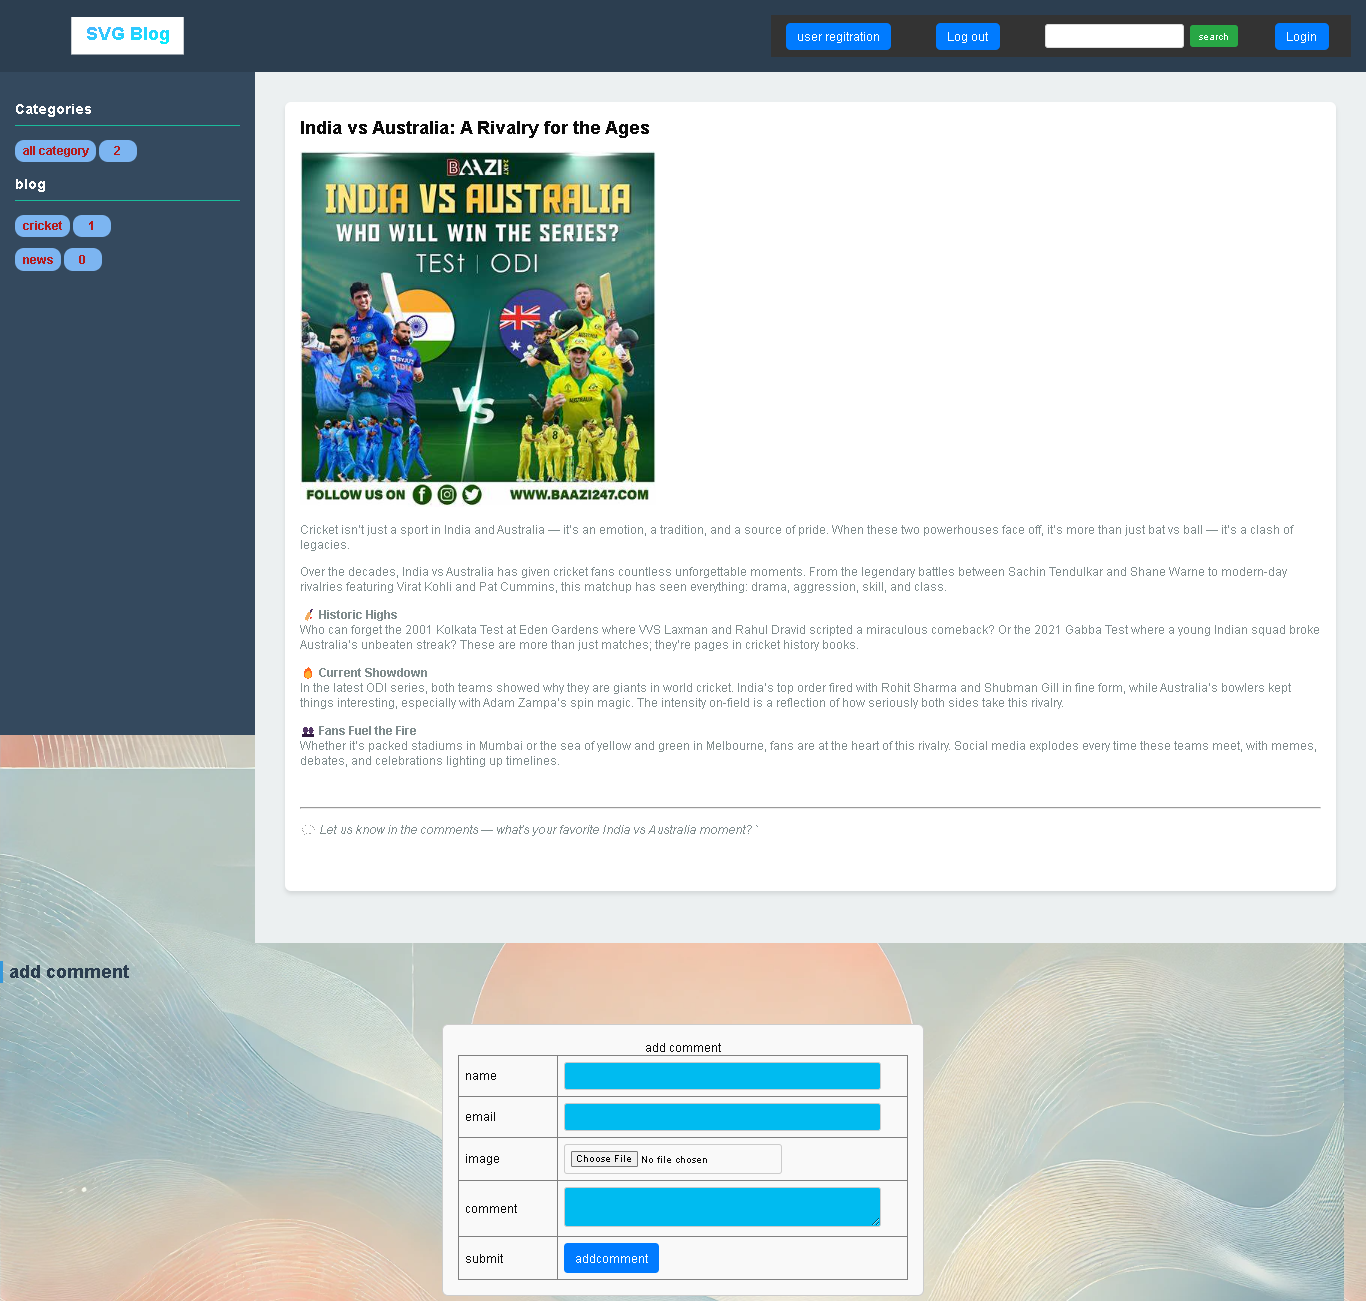 SVG Blog
user regitration
Log out
search
Login
Categories
all category 2
blog
cricket 1
news 0
India vs Australia: A Rivalry for the Ages
BAAZI 24X7
INDIA VS AUSTRALIA
WHO WILL WIN THE SERIES?
TESt | ODI
VS
FOLLOW US ON
WWW.BAAZI247.COM
Cricket isn't just a sport in India and Australia — it's an emotion, a tradition, and a source of pride. When these two powerhouses face off, it's more than just bat vs ball — it's a clash of
legacies.
Over the decades, India vs Australia has given cricket fans countless unforgettable moments. From the legendary battles between Sachin Tendulkar and Shane Warne to modern-day
rivalries featuring Virat Kohli and Pat Cummins, this matchup has seen everything: drama, aggression, skill, and class.
🏏 Historic Highs
Who can forget the 2001 Kolkata Test at Eden Gardens where VVS Laxman and Rahul Dravid scripted a miraculous comeback? Or the 2021 Gabba Test where a young Indian squad broke
Australia's unbeaten streak? These are more than just matches; they're pages in cricket history books.
🔥 Current Showdown
In the latest ODI series, both teams showed why they are giants in world cricket. India's top order fired with Rohit Sharma and Shubman Gill in fine form, while Australia's bowlers kept
things interesting, especially with Adam Zampa's spin magic. The intensity on-field is a reflection of how seriously both sides take this rivalry.
👥 Fans Fuel the Fire
Whether it's packed stadiums in Mumbai or the sea of yellow and green in Melbourne, fans are at the heart of this rivalry. Social media explodes every time these teams meet, with memes,
debates, and celebrations lighting up timelines.
Let us know in the comments — what's your favorite India vs Australia moment? `
add comment
add comment
name
email
image Choose File No file chosen
comment
submit addcomment